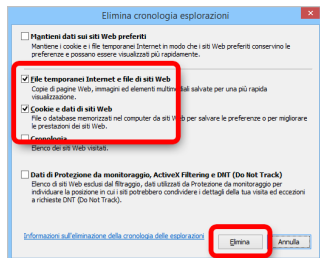 Elimina cronologia esplorazioni
Mantieni dati sui siti Web preferiti
Mantiene i cookie e i file temporanei Internet in modo che i siti Web preferiti conservino le
preferenze e possano essere visualizzati più rapidamente.
File temporanei Internet e file di siti Web
Copie di pagine Web, immagini ed elementi multimediali salvate per una più rapida
visualizzazione.
Cookie e dati di siti Web
File o database memorizzati nel computer da siti Web per salvare le preferenze o per migliorare
le prestazioni dei siti Web.
Cronologia
Elenco dei siti Web visitati.
Dati di Protezione da monitoraggio, ActiveX Filtering e DNT (Do Not Track)
Elenco di siti Web esclusi dal filtraggio, dati utilizzati da Protezione da monitoraggio per
individuare la posizione in cui i siti potrebbero condividere i dettagli della tua visita ed eccezioni
a richieste DNT (Do Not Track).
Informazioni sull'eliminazione della cronologia delle esplorazioni
Elimina
Annulla